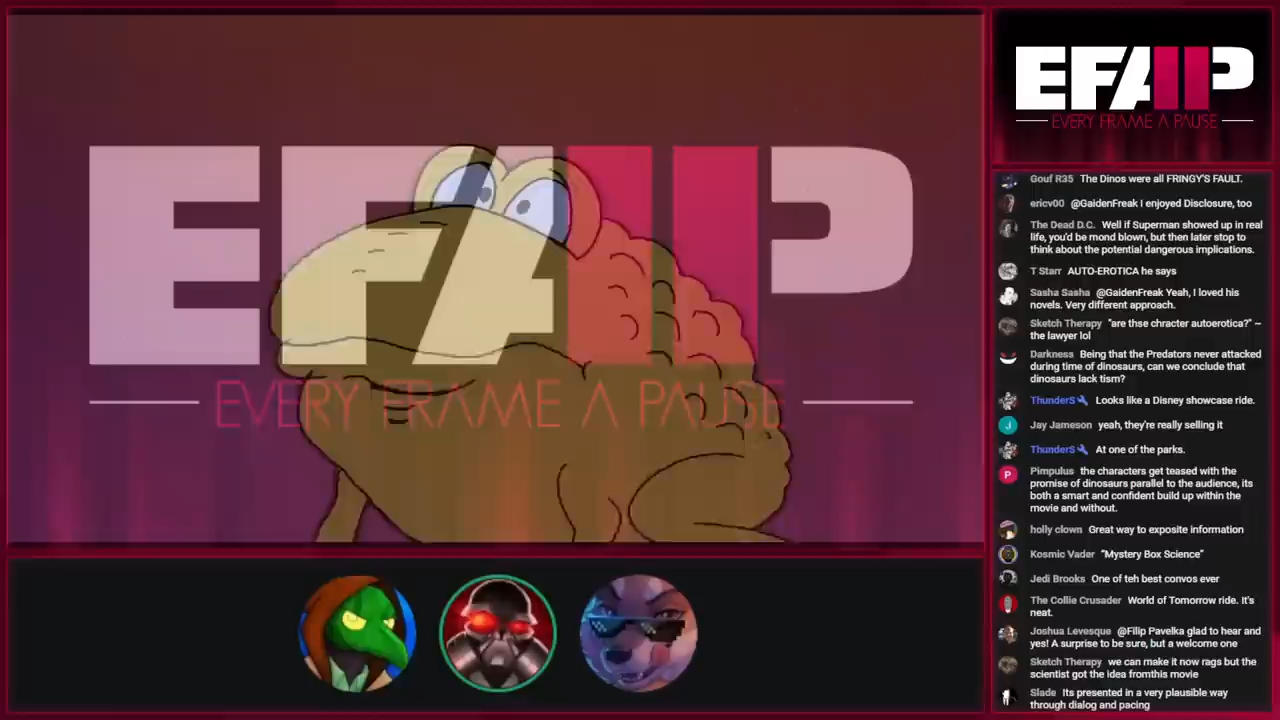 EFAP
EVERY FRAME A PAUSE
EFAP
EVERY FRAME A PAUSE
Gouf R35 The Dinos were all FRINGY'S FAULT.
ericv00 @GaidenFreak I enjoyed Disclosure, too
The Dead D.C. Well if Superman showed up in real
life, you'd be mond blown, but then later stop to
think about the potential dangerous implications.
T Starr AUTO-EROTICA he says
Sasha Sasha @GaidenFreak Yeah, I loved his
novels. Very different approach.
Sketch Therapy "are thse chrcter autoerotica?" ~
the lawyer lol
Darkness Being that the Predators never attacked
during time of dinosaurs, can we conclude that
dinosaurs lack tism?
ThunderS Looks like a Disney showcase ride.
J
Jay Jameson yeah, they're really selling it
ThunderS At one of the parks.
P
Pimpulus the characters get teased with the
promise of dinosaurs parallel to the audience, its
both a smart and confident build up within the
movie and without.
holly clown Great way to exposite information
Kosmic Vader "Mystery Box Science"
Jedi Brooks One of teh best convos ever
The Collie Crusader World of Tomorrow ride. It's
neat.
Joshua Levesque @Filip Pavelka glad to hear and
yes! A surprise to be sure, but a welcome one
Sketch Therapy we can make it now rags but the
scientist got the idea fromthis movie
Slade Its presented in a very plausible way
through dialog and pacing